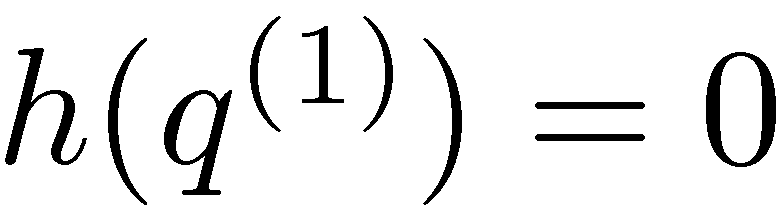 h(q^{(1)}) = 0